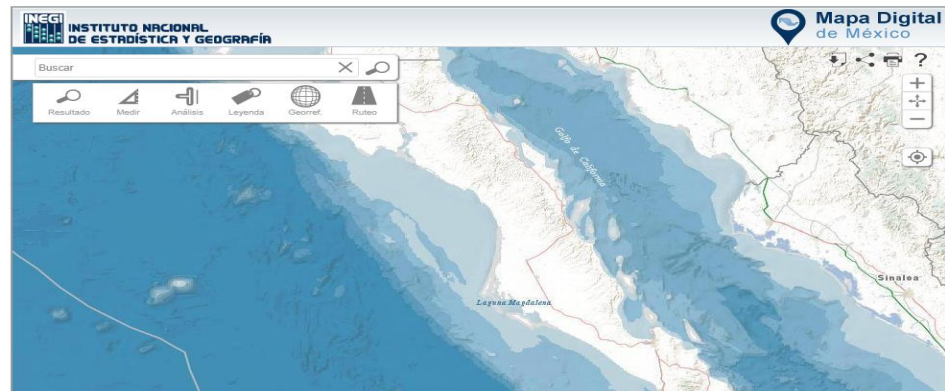 INEGI INSTITUTO NACIONAL
DE ESTADÍSTICA Y GEOGRAFÍA
Mapa Digital
de México
Buscar
Resultado Medir Análisis Leyenda Georref. Ruteo
Golfo de California
Sinaloa
Laguna Magdalena